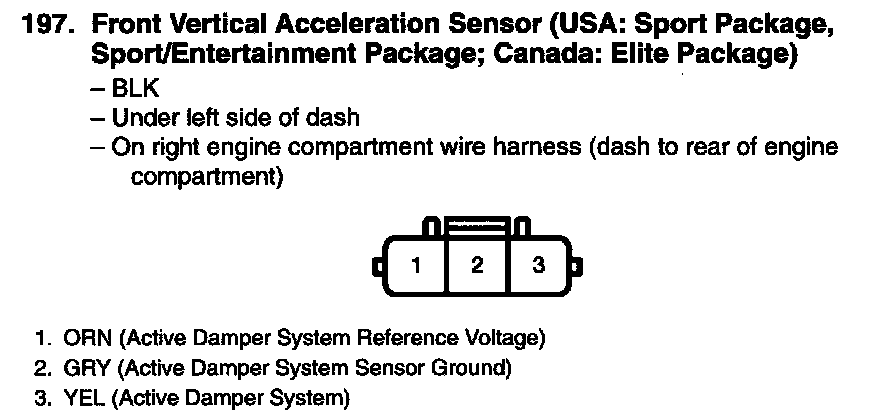 197. Front Vertical Acceleration Sensor (USA: Sport Package,
Sport/Entertainment Package; Canada: Elite Package)
– BLK
– Under left side of dash
– On right engine compartment wire harness (dash to rear of engine
compartment)
1 2 3
1. ORN (Active Damper System Reference Voltage)
2. GRY (Active Damper System Sensor Ground)
3. YEL (Active Damper System)